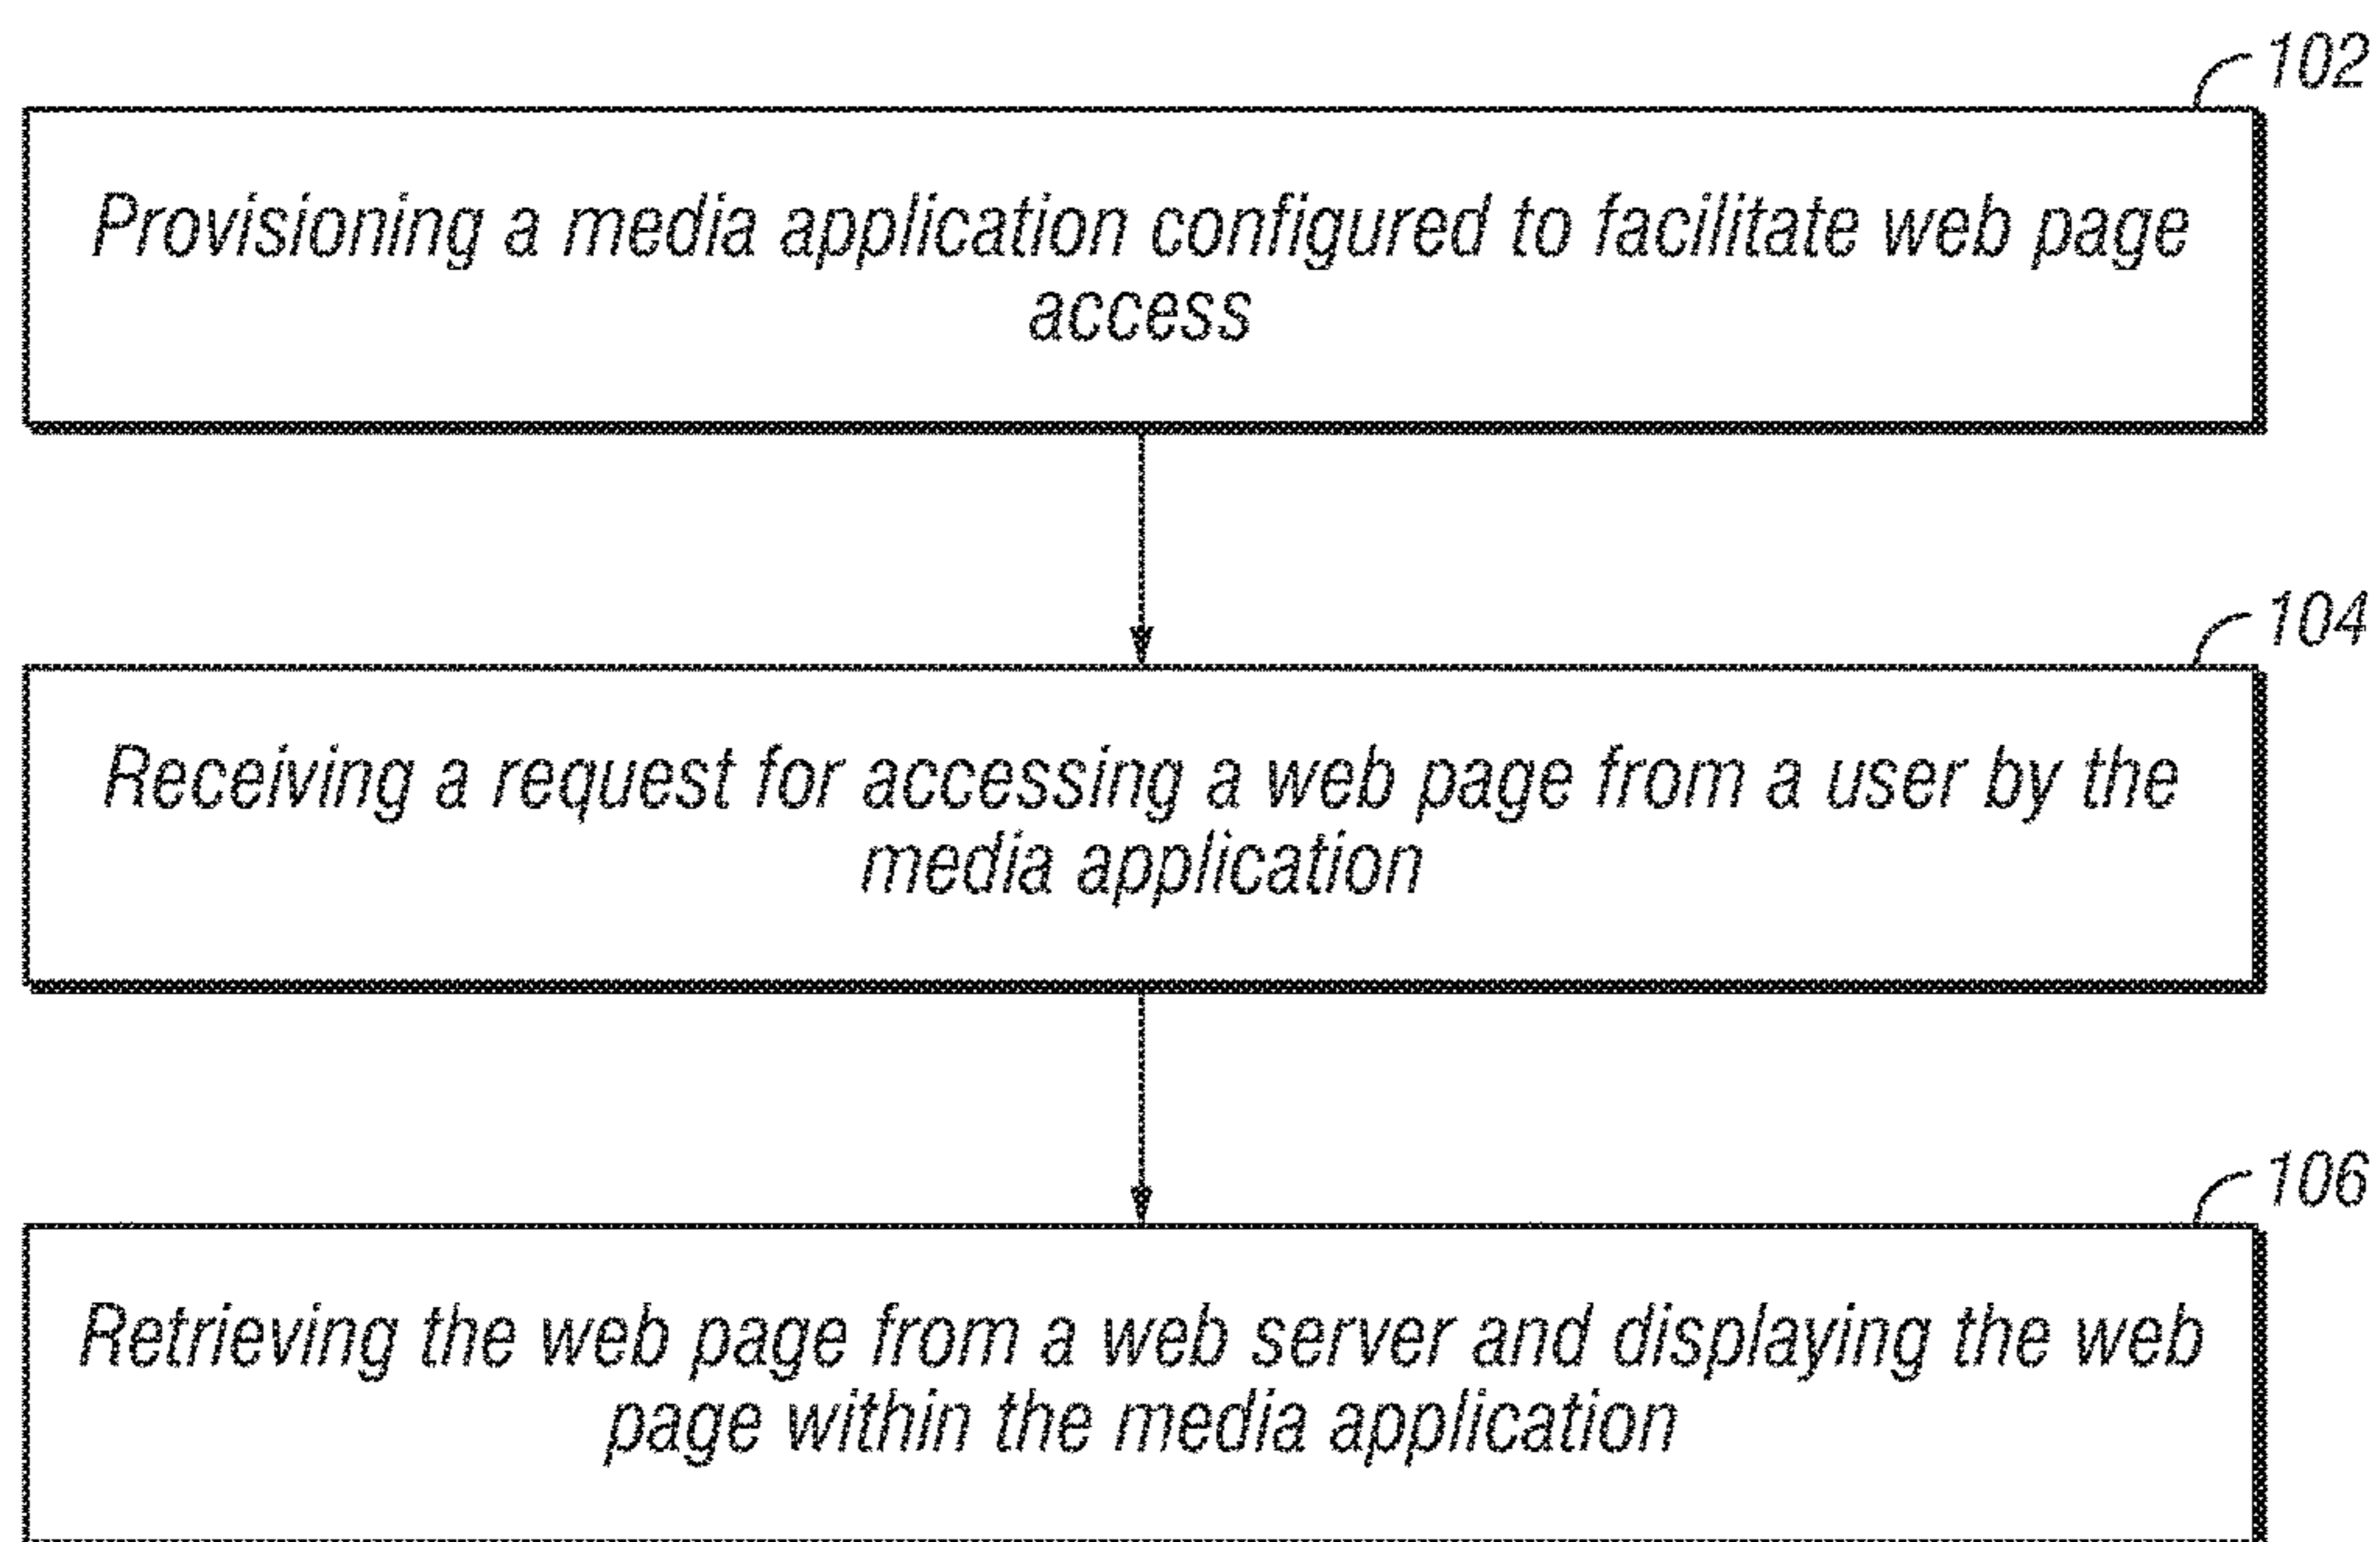 102
Provisioning a media application configured to facilitate web page
access
104
Receiving a request for accessing a web page from a user by the
media application
106
Retrieving the web page from a web server and displaying the web
page within the media application